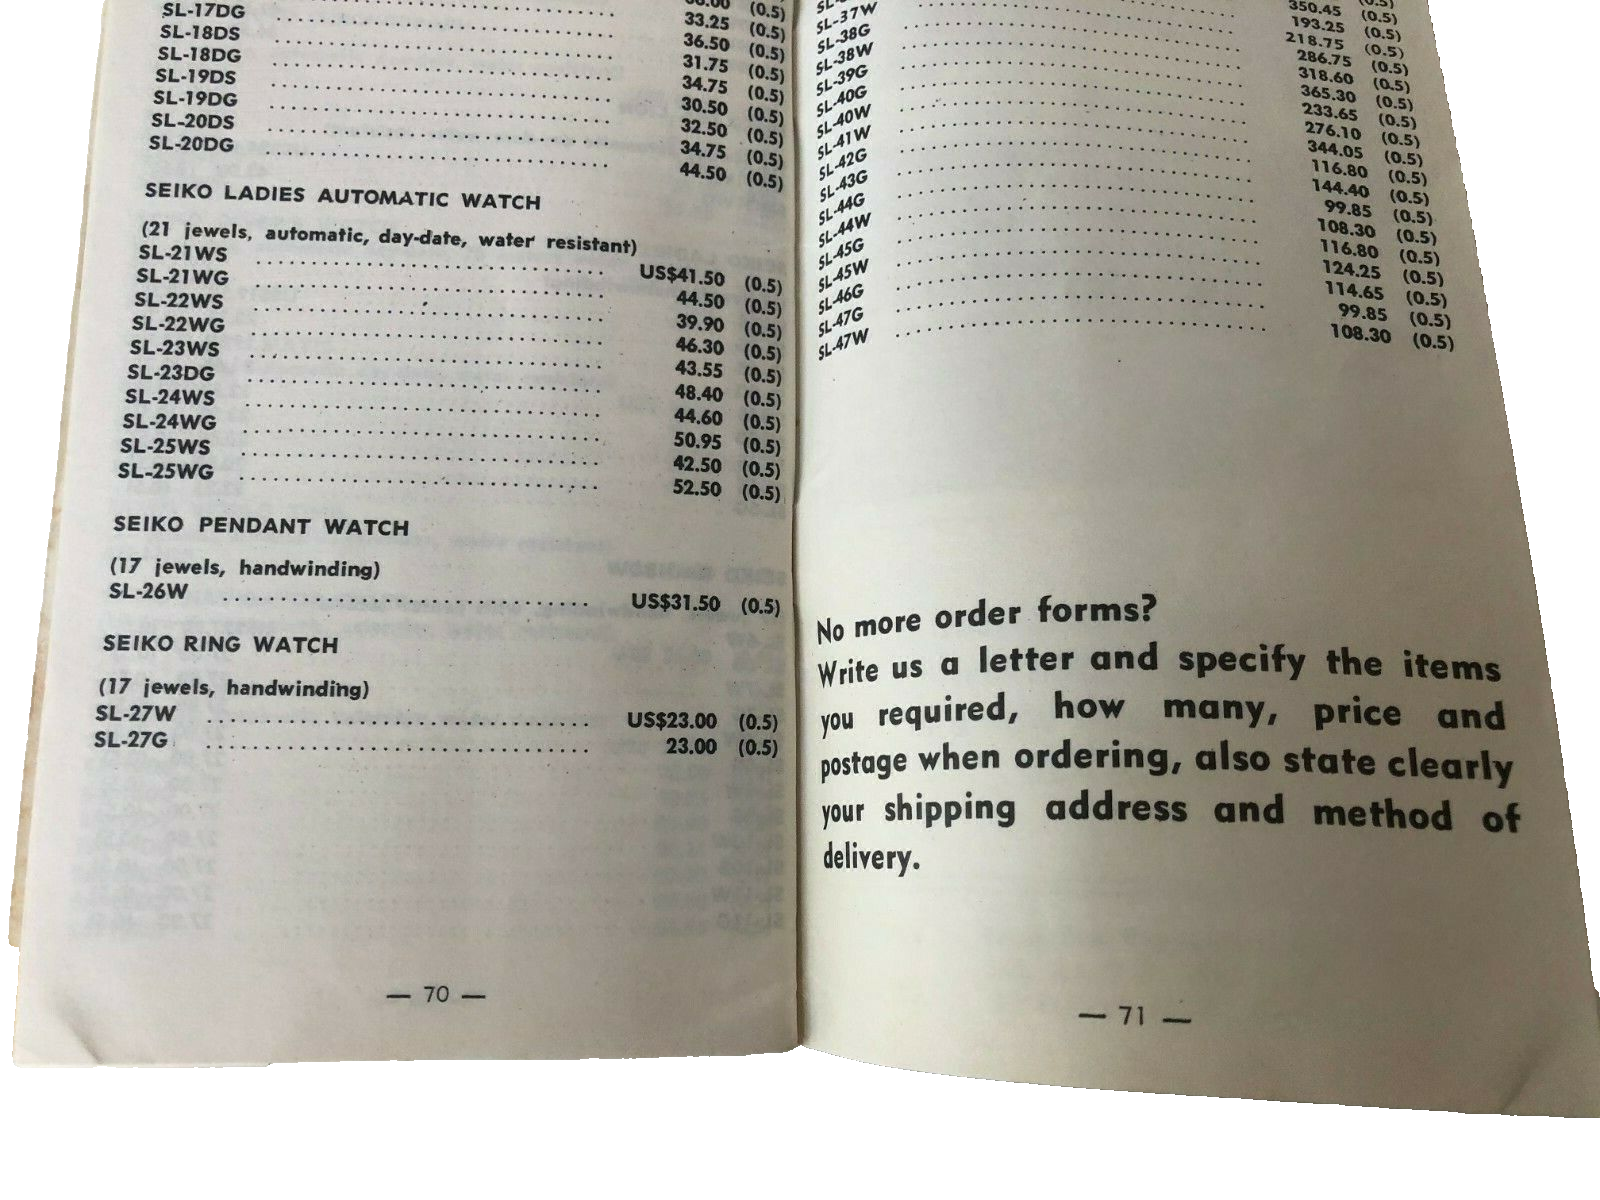 33.25 (0.5)
SL-17DG 36.50 (0.5)
SL-18DS 31.75 (0.5)
SL-18DG 34.75 (0.5)
SL-19DS 30.50 (0.5)
SL-19DG 32.50 (0.5)
SL-20DS 34.75 (0.5)
SL-20DG 44.50 (0.5)
SEIKO LADIES AUTOMATIC WATCH
(21 jewels, automatic, day-date, water resistant)
SL-21WS US$41.50 (0.5)
SL-21WG 44.50 (0.5)
SL-22WS 39.90 (0.5)
SL-22WG 46.30 (0.5)
SL-23WS 43.55 (0.5)
SL-23DG 48.40 (0.5)
SL-24WS 44.60 (0.5)
SL-24WG 50.95 (0.5)
SL-25WS 42.50 (0.5)
SL-25WG 52.50 (0.5)
SEIKO PENDANT WATCH
(17 jewels, handwinding)
SL-26W US$31.50 (0.5)
SEIKO RING WATCH
(17 jewels, handwinding)
SL-27W US$23.00 (0.5)
SL-27G 23.00 (0.5)
— 70 —
350.45 (0.5)
193.25 (0.5)
SL-37W 218.75 (0.5)
SL-38G 286.75 (0.5)
SL-38W 318.60 (0.5)
SL-39G 365.30 (0.5)
SL-40G 233.65 (0.5)
SL-40W 276.10 (0.5)
SL-41W 344.05 (0.5)
SL-42G 116.80 (0.5)
SL-43G 144.40 (0.5)
SL-44G 99.85 (0.5)
SL-44W 108.30 (0.5)
SL-45G 116.80 (0.5)
SL-45W 124.25 (0.5)
SL-46G 114.65 (0.5)
SL-47G 99.85 (0.5)
SL-47W 108.30 (0.5)
No more order forms?
Write us a letter and specify the items
you required, how many, price and
postage when ordering, also state clearly
your shipping address and method of
delivery.
— 71 —